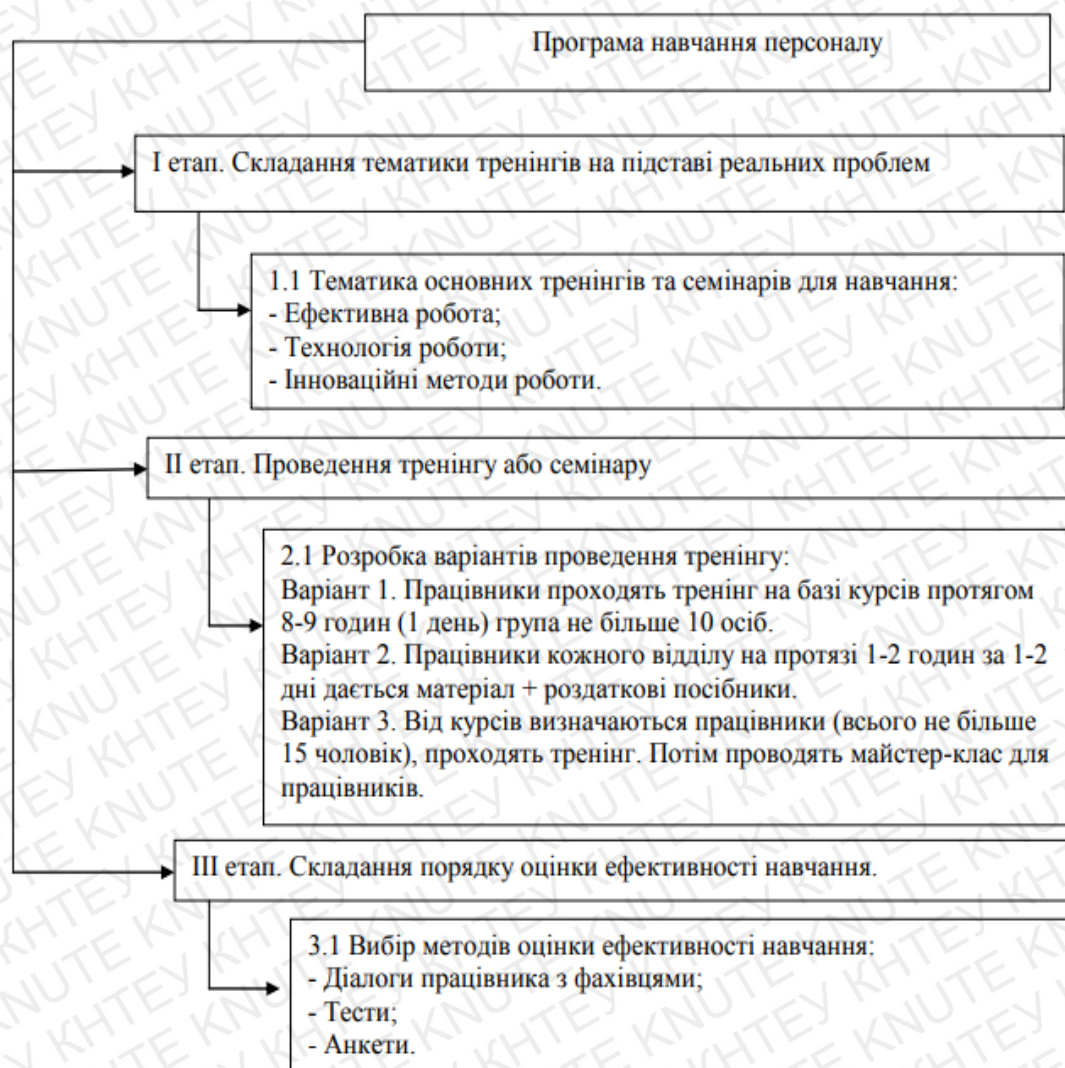 Програма навчання персоналу
І етап. Складання тематики тренінгів на підставі реальних проблем
1.1 Тематика основних тренінгів та семінарів для навчання:
- Ефективна робота;
- Технологія роботи;
- Інноваційні методи роботи.
ІІ етап. Проведення тренінгу або семінару
2.1 Розробка варіантів проведення тренінгу:
Варіант 1. Працівники проходять тренінг на базі курсів протягом
8-9 годин (1 день) група не більше 10 осіб.
Варіант 2. Працівники кожного відділу на протязі 1-2 годин за 1-2
дні дається матеріал + роздаткові посібники.
Варіант 3. Від курсів визначаються працівники (всього не більше
15 чоловік), проходять тренінг. Потім проводять майстер-клас для
працівників.
ІІІ етап. Складання порядку оцінки ефективності навчання.
3.1 Вибір методів оцінки ефективності навчання:
- Діалоги працівника з фахівцями;
- Тести;
- Анкети.